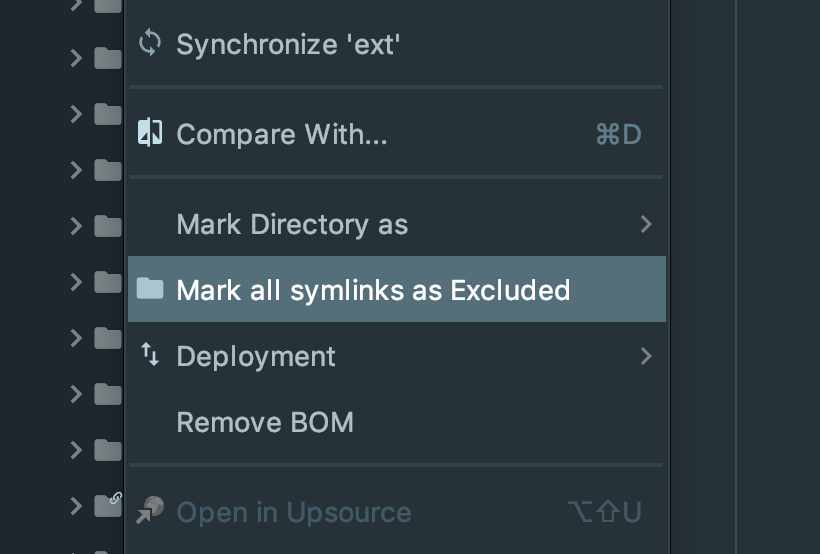 Synchronize 'ext'
Compare With... ⌘D
Mark Directory as
Mark all symlinks as Excluded
Deployment
Remove BOM
Open in Upsource ⌥⇧U